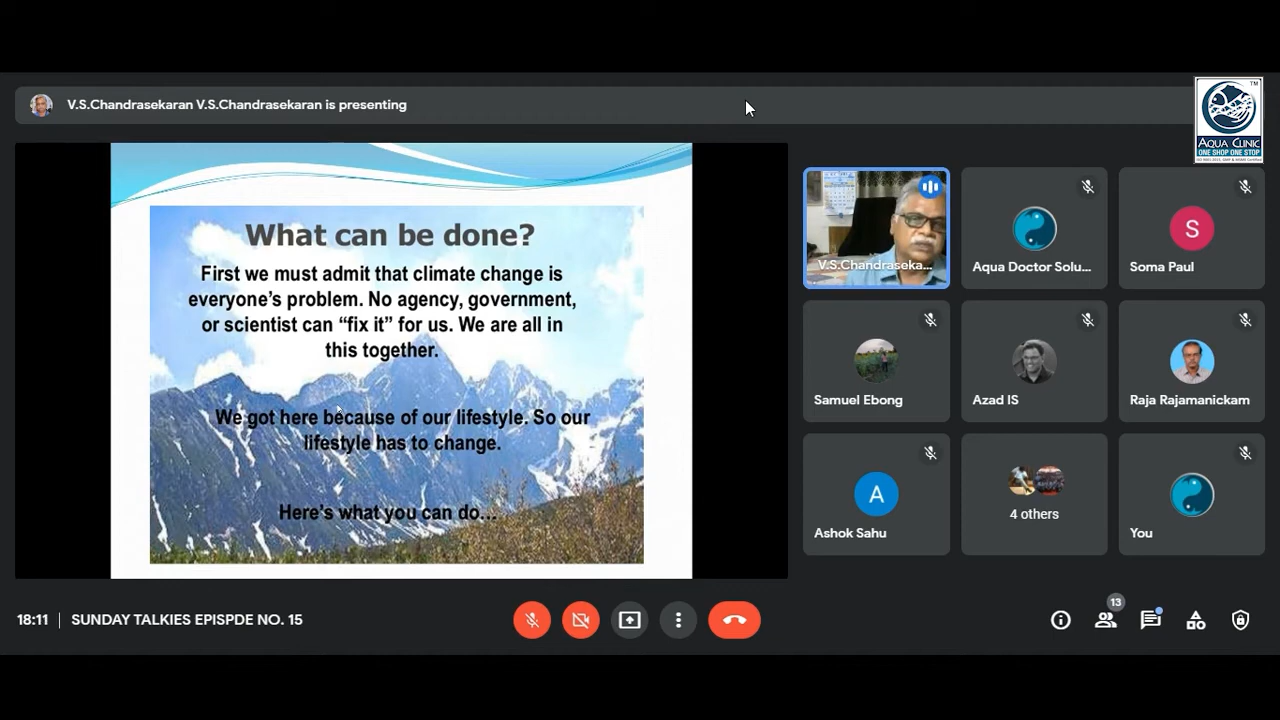 V.S.Chandrasekaran V.S.Chandrasekaran is presenting
TM
AQUA CLINIC
ONE SHOP ONE STOP
What can be done?
First we must admit that climate change is
everyone's problem. No agency, government,
or scientist can “fix it” for us. We are all in
this together.
We got here because of our lifestyle. So our
lifestyle has to change.
Here's what you can do...
V.S.Chandraseka...
Aqua Doctor Solu...
S
Soma Paul
Samuel Ebong
Azad IS
Raja Rajamanickam
A
Ashok Sahu
4 others
You
18:11 | SUNDAY TALKIES EPISPDE NO. 15
13